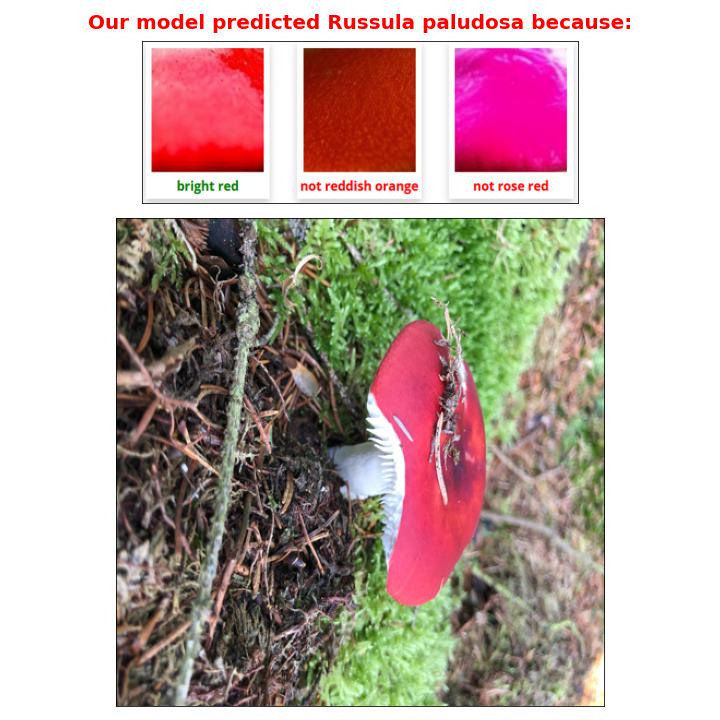 Our model predicted Russula paludosa because:
bright red
not reddish orange
not rose red